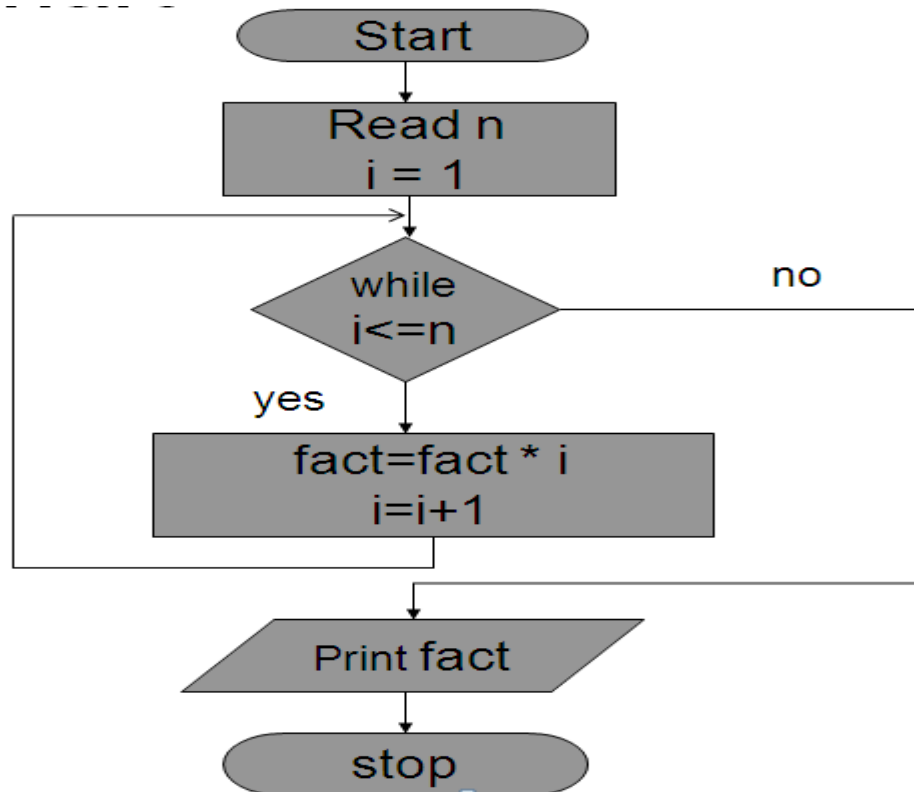 Start
Read n
i = 1
while
i<=n
no
yes
fact=fact * i
i=i+1
Print fact
stop